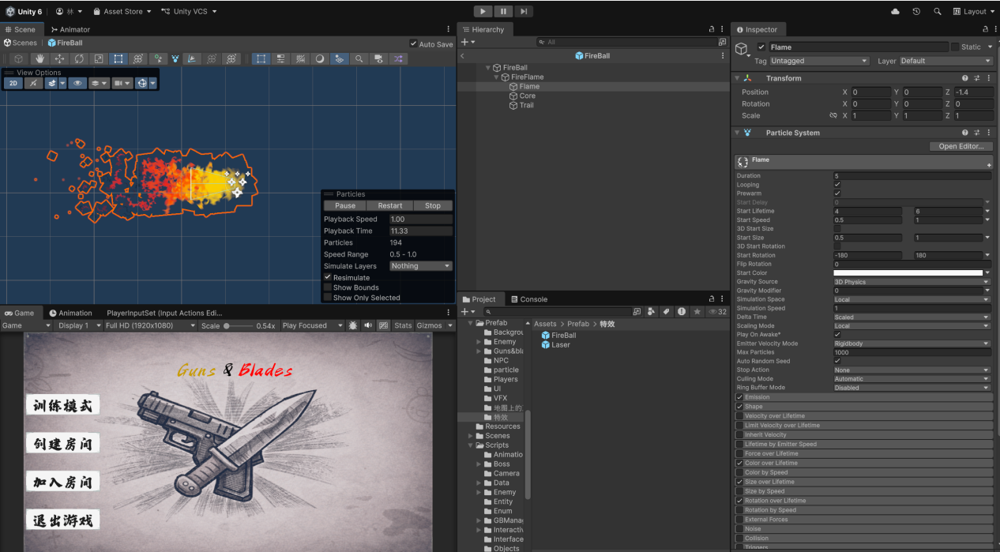 Unity 6
林
Asset Store
Unity VCS
Layout
Scene
Animator
Scenes
FireBall
Auto Save
View Options
2D
Particles
Pause
Restart
Stop
Playback Speed
1.00
Playback Time
11.33
Particles
194
Speed Range
0.5 - 1.0
Simulate Layers
Nothing
Resimulate
Show Bounds
Show Only Selected
Hierarchy
All
FireBall
FireBall
FireFlame
Flame
Core
Trail
Game
Animation
PlayerInputSet (Input Actions Edi...
Game
Display 1
Full HD (1920x1080)
Scale
0.54x
Play Focused
Stats
Gizmos
Guns & Blades
训练模式
创建房间
加入房间
退出游戏
Project
Console
32
Prefab
Backgrou
Enemy
Guns&bla
NPC
particle
Players
UI
VFX
地图上的
特效
Resources
Scenes
Scripts
Animatio
Boss
Camera
Data
Enemy
Entity
Enum
GBManag
Interactiv
Interface
Objects
Assets > Prefab > 特效
FireBall
Laser
Inspector
Flame
Static
Tag Untagged
Layer Default
Transform
Position X 0 Y 0 Z -1.4
Rotation X 0 Y 0 Z 0
Scale X 1 Y 1 Z 1
Particle System
Open Editor...
Flame
Duration 5
Looping
Prewarm
Start Delay 0
Start Lifetime 4 6
Start Speed 0.5 1
3D Start Size
Start Size 0.5 1
3D Start Rotation
Start Rotation -180 180
Flip Rotation 0
Start Color
Gravity Source 3D Physics
Gravity Modifier 0
Simulation Space Local
Simulation Speed 1
Delta Time Scaled
Scaling Mode Local
Play On Awake*
Emitter Velocity Mode Rigidbody
Max Particles 1000
Auto Random Seed
Stop Action None
Culling Mode Automatic
Ring Buffer Mode Disabled
Emission
Shape
Velocity over Lifetime
Limit Velocity over Lifetime
Inherit Velocity
Lifetime by Emitter Speed
Force over Lifetime
Color over Lifetime
Color by Speed
Size over Lifetime
Size by Speed
Rotation over Lifetime
Rotation by Speed
External Forces
Noise
Collision
Triggers